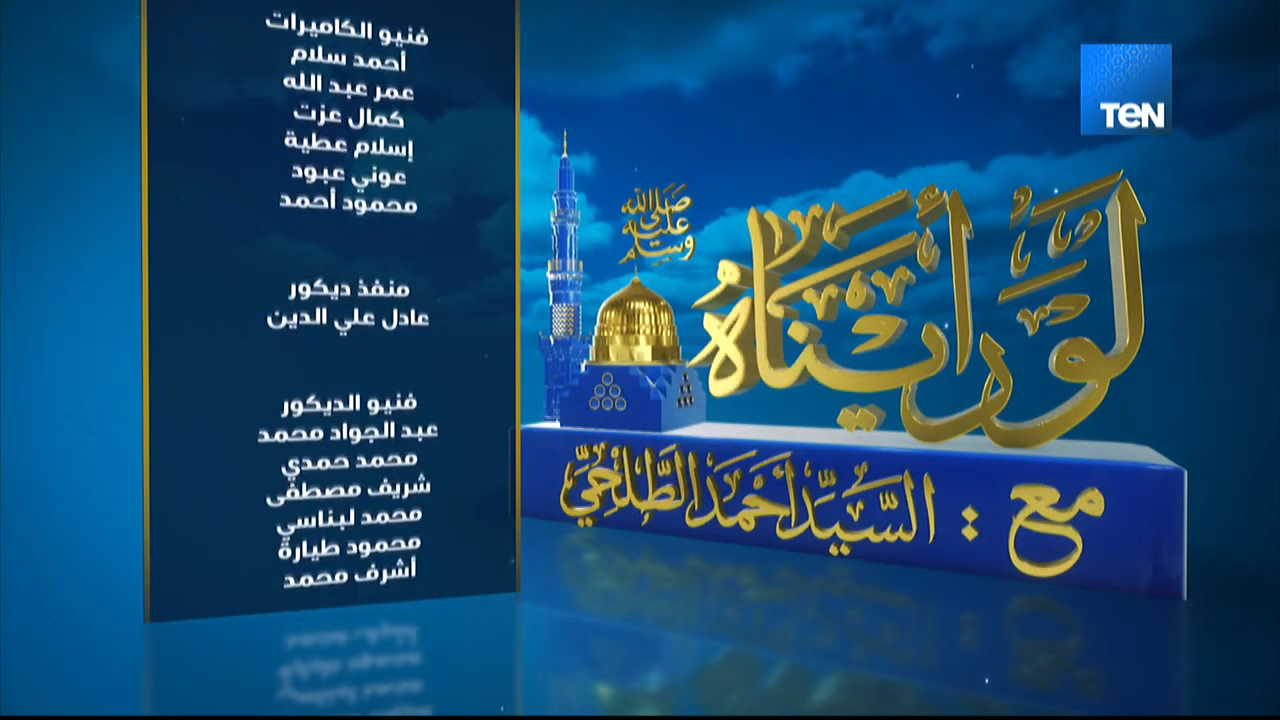 فنيو الكاميرات
أحمد سلام
عمر عبد الله
كمال عزت
إسلام عطية
عوني عبود
محمود أحمد
منفذ ديكور
عادل علي الدين
فنيو الديكور
عبد الجواد محمد
محمد حمدي
شريف مصطفى
محمد لبناسي
محمود طيارة
أشرف محمد
TeN
صلى الله
عليه
وسلم
لو رأيناه
مع : السيد أحمد الطلحي